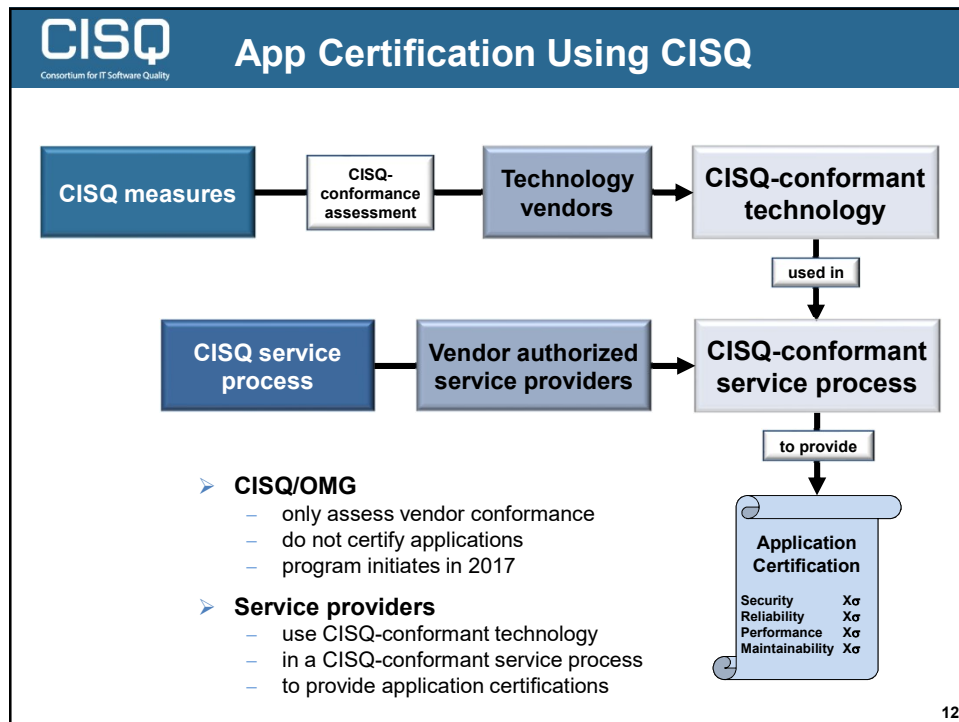 CISQ
Consortium for IT Software Quality
App Certification Using CISQ
CISQ measures
CISQ-
conformance
assessment
Technology
vendors
CISQ-conformant
technology
used in
CISQ service
process
Vendor authorized
service providers
CISQ-conformant
service process
to provide
➢ CISQ/OMG
– only assess vendor conformance
– do not certify applications
– program initiates in 2017
➢ Service providers
– use CISQ-conformant technology
– in a CISQ-conformant service process
– to provide application certifications
Application
Certification
Security Xσ
Reliability Xσ
Performance Xσ
Maintainability Xσ
12